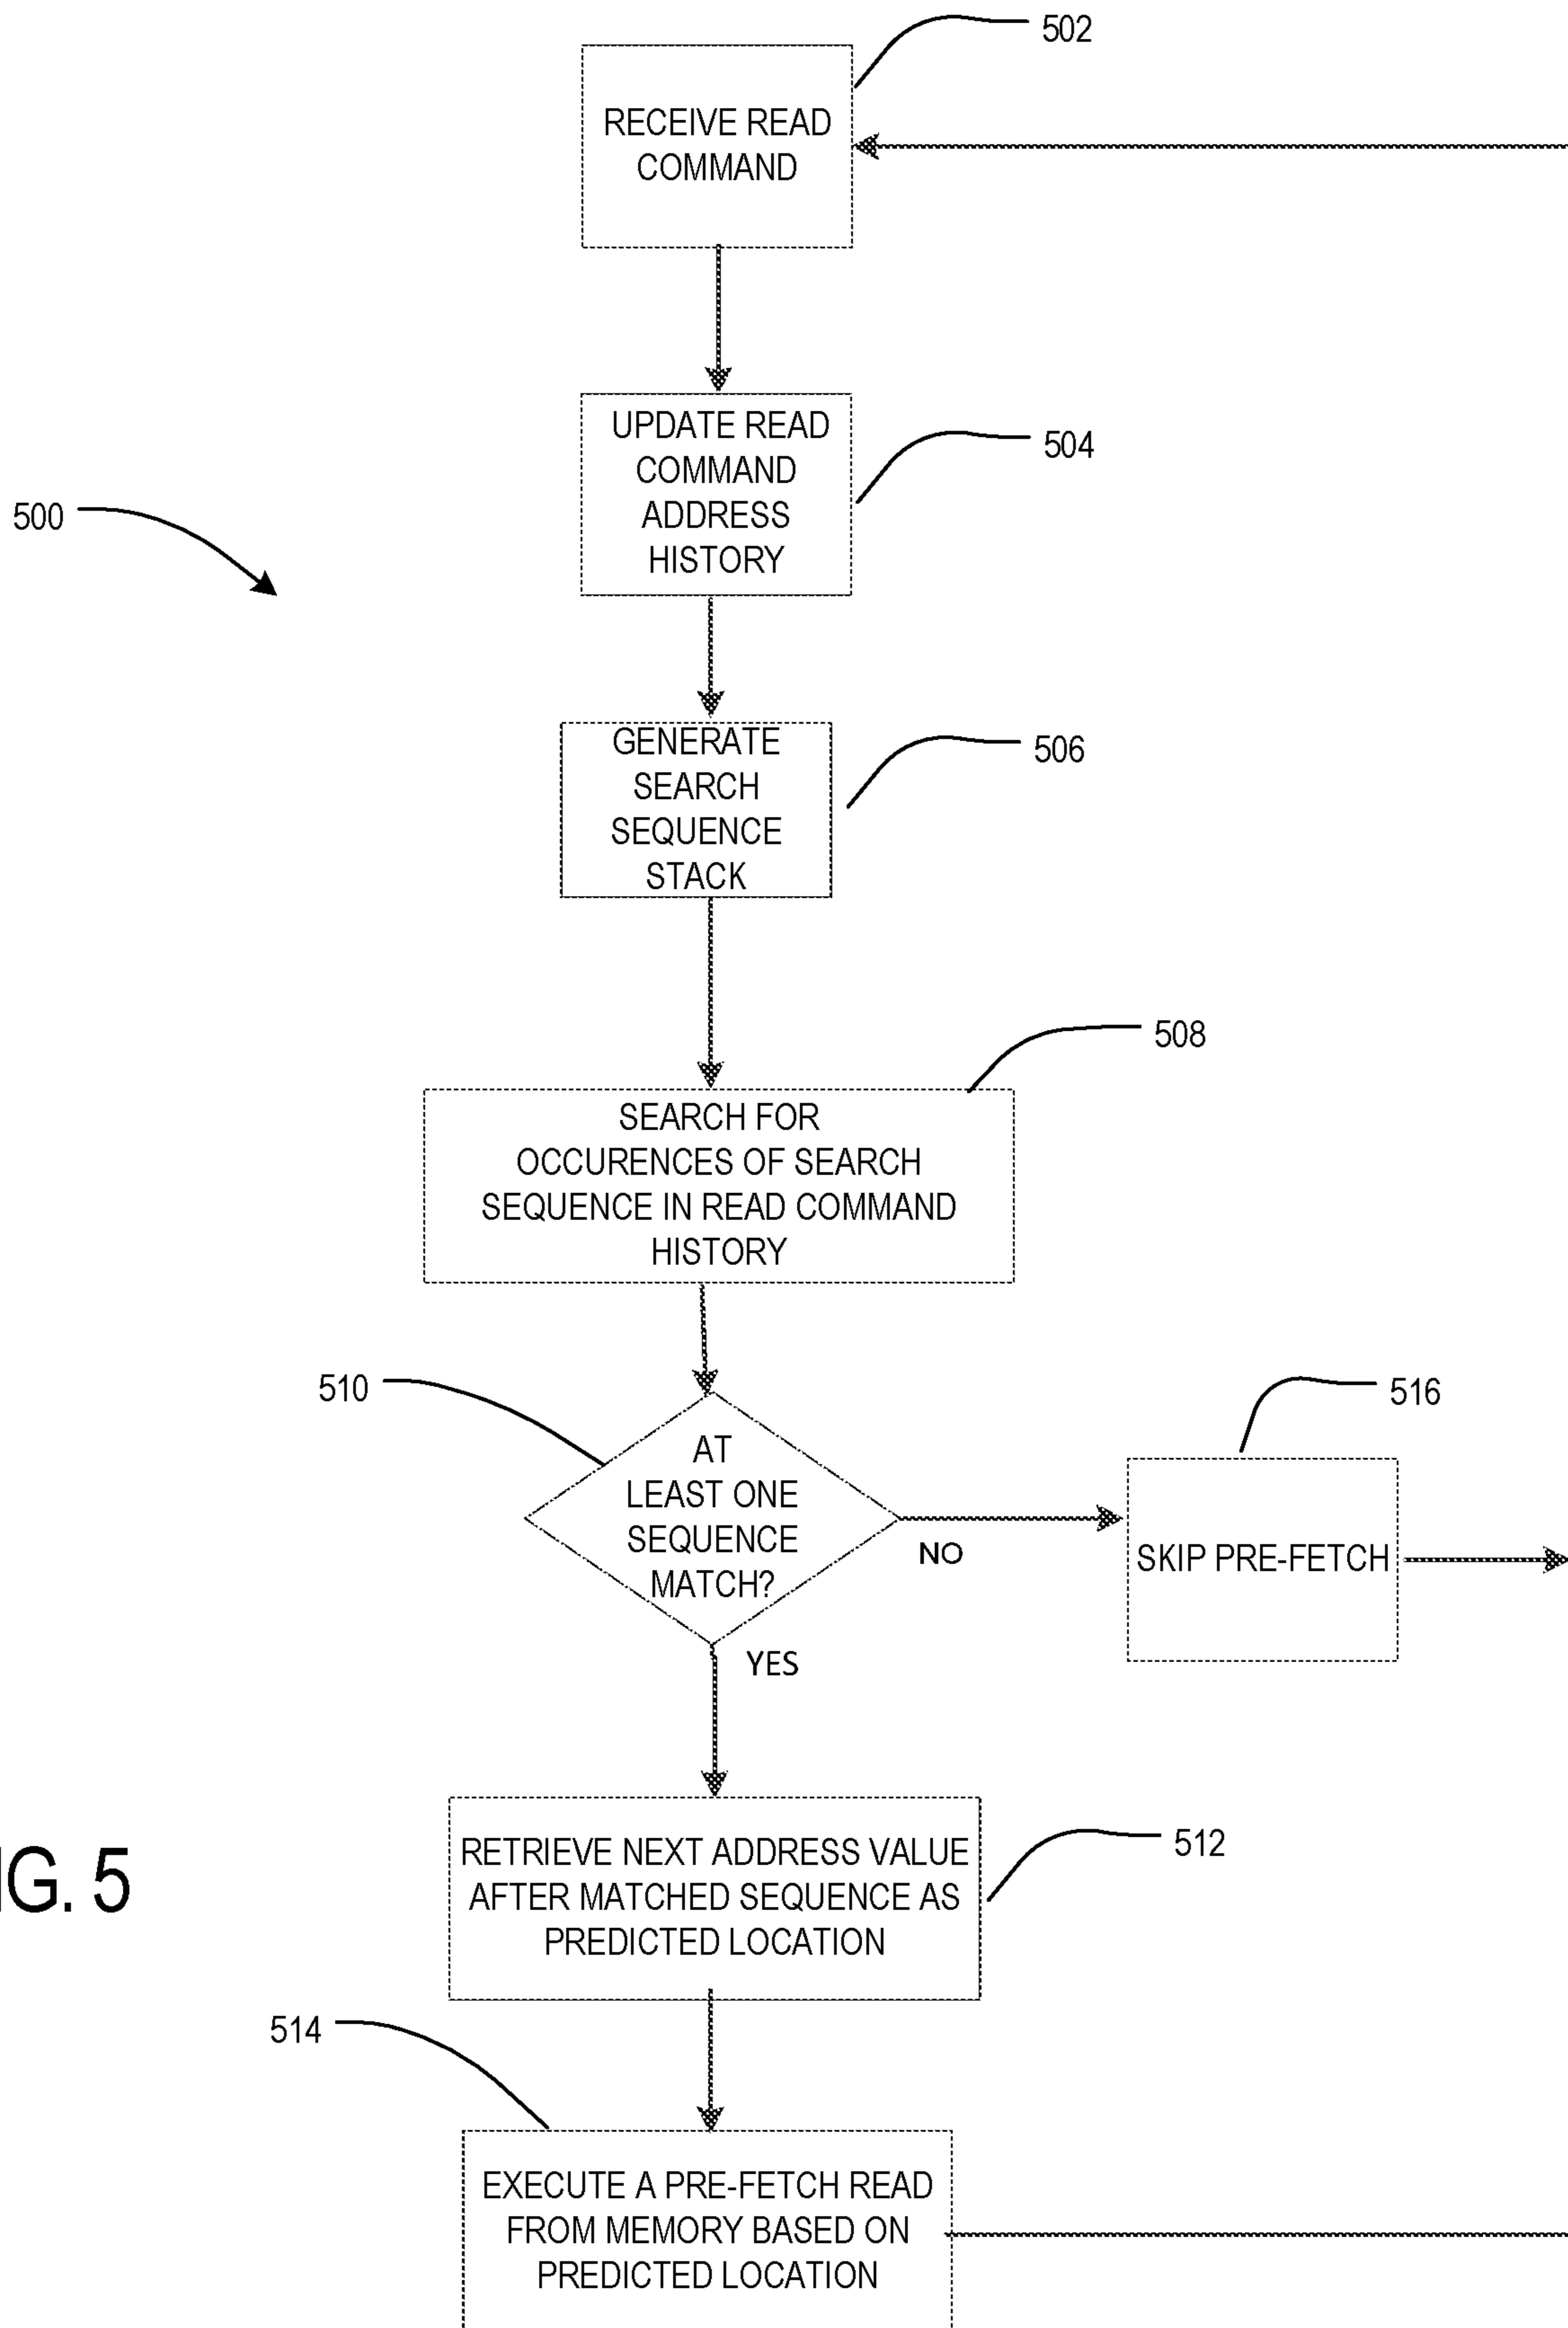 502
RECEIVE READ
COMMAND
UPDATE READ
COMMAND
ADDRESS
HISTORY
504
500
GENERATE
SEARCH
SEQUENCE
STACK
506
508
SEARCH FOR
OCCURENCES OF SEARCH
SEQUENCE IN READ COMMAND
HISTORY
510
AT
LEAST ONE
SEQUENCE
MATCH?
NO
YES
516
SKIP PRE-FETCH
RETRIEVE NEXT ADDRESS VALUE
AFTER MATCHED SEQUENCE AS
PREDICTED LOCATION
512
G. 5
514
EXECUTE A PRE-FETCH READ
FROM MEMORY BASED ON
PREDICTED LOCATION